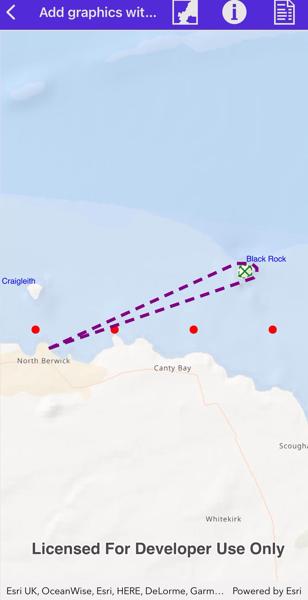 Add graphics wit...
Black Rock
Craigleith
North Berwick
Canty Bay
Scougha
Whitekirk
Licensed For Developer Use Only
Esri UK, OceanWise, Esri, HERE, DeLorme, Garm... Powered by Esri